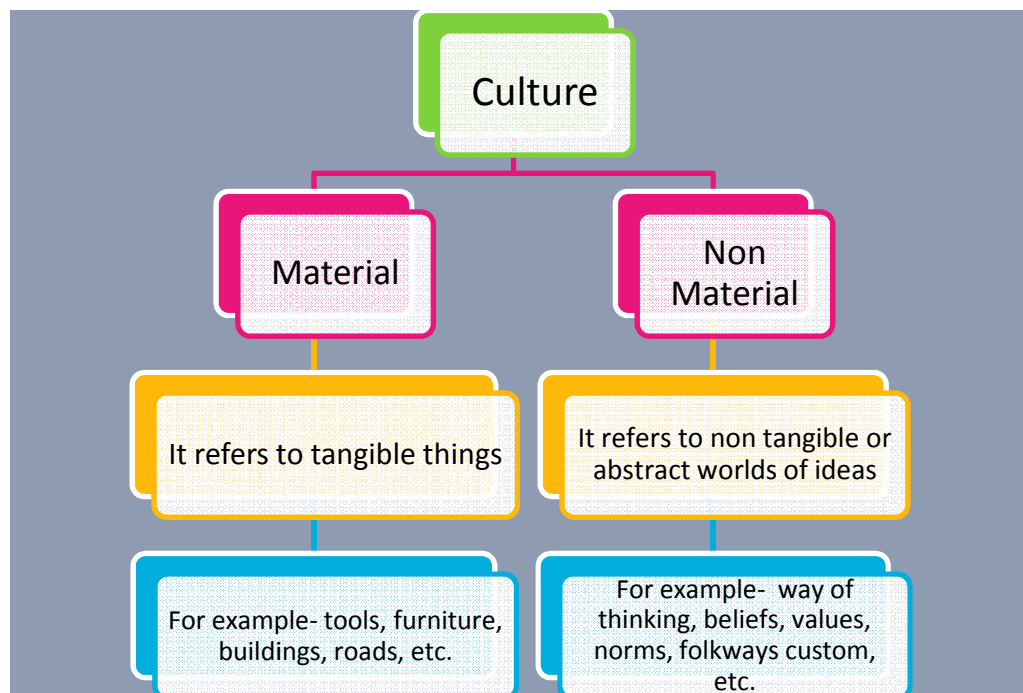 Culture
Material
Non
Material
It refers to tangible things
It refers to non tangible or
abstract worlds of ideas
For example- tools, furniture,
buildings, roads, etc.
For example-  way of
thinking, beliefs, values,
norms, folkways custom,
etc.